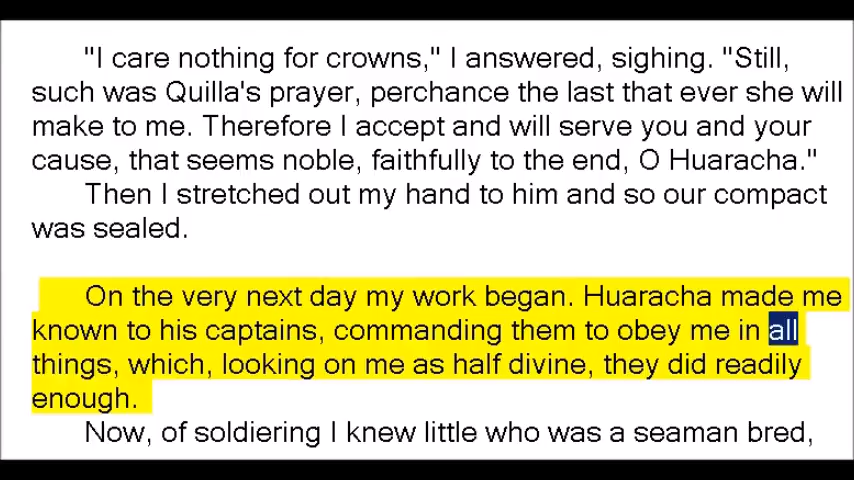 "I care nothing for crowns," I answered, sighing. "Still,
such was Quilla's prayer, perchance the last that ever she will
make to me. Therefore I accept and will serve you and your
cause, that seems noble, faithfully to the end, O Huaracha."
Then I stretched out my hand to him and so our compact
was sealed.
On the very next day my work began. Huaracha made me
known to his captains, commanding them to obey me in all
things, which, looking on me as half divine, they did readily
enough.
Now, of soldiering I knew little who was a seaman bred,